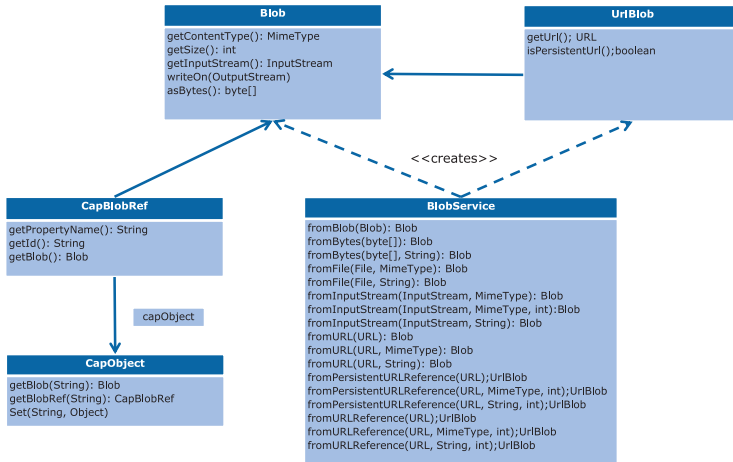 Blob
getContentType(): MimeType
getSize(): int
getInputStream(): InputStream
writeOn(OutputStream)
asBytes(): byte[]
UrlBlob
getUrl(); URL
isPersistentUrl();boolean
<<creates>>
CapBlobRef
getPropertyName(): String
getId(): String
getBlob(): Blob
capObject
CapObject
getBlob(String): Blob
getBlobRef(String): CapBlobRef
Set(String, Object)
BlobService
fromBlob(Blob): Blob
fromBytes(byte[]): Blob
fromBytes(byte[], String): Blob
fromFile(File, MimeType): Blob
fromFile(File, String): Blob
fromInputStream(InputStream, MimeType): Blob
fromInputStream(InputStream, MimeType, int):Blob
fromInputStream(InputStream, String): Blob
fromURL(URL): Blob
fromURL(URL, MimeType): Blob
fromURL(URL, String): Blob
fromPersistentURLReference(URL);UrlBlob
fromPersistentURLReference(URL, MimeType, int);UrlBlob
fromPersistentURLReference(URL, String, int);UrlBlob
fromURLReference(URL);UrlBlob
fromURLReference(URL, MimeType, int);UrlBlob
fromURLReference(URL, String, int);UrlBlob